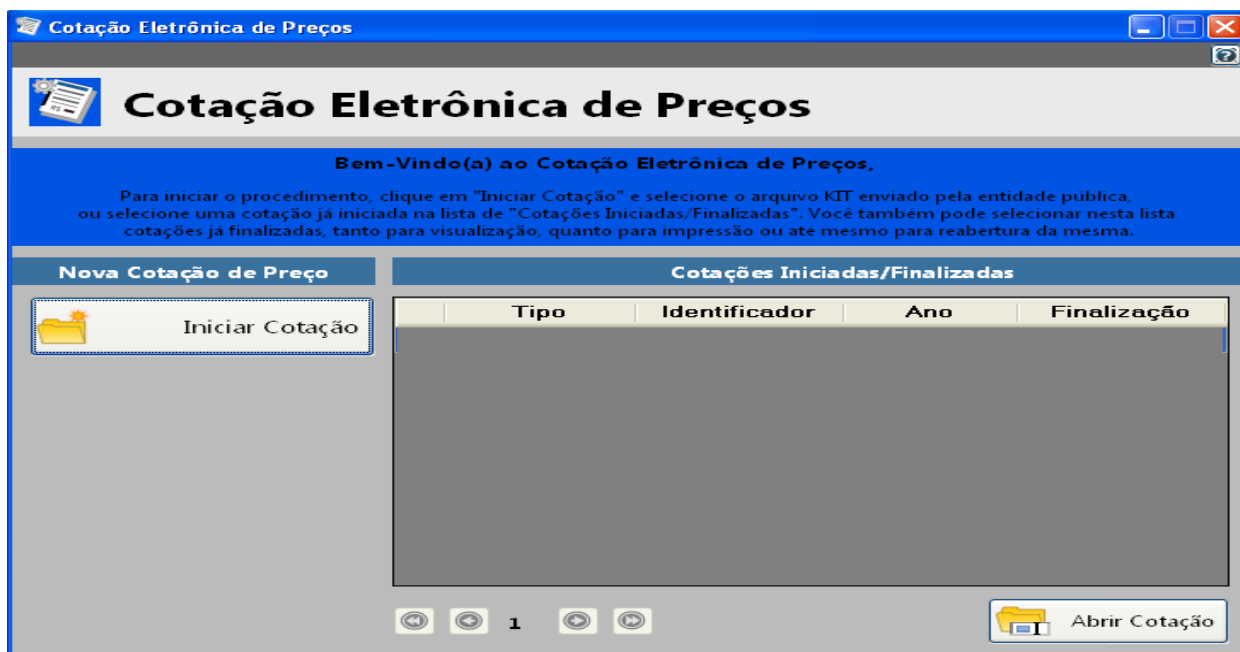 Cotação Eletrônica de Preços
Cotação Eletrônica de Preços
Bem-Vindo(a) ao Cotação Eletrônica de Preços,
Para iniciar o procedimento, clique em "Iniciar Cotação" e selecione o arquivo KIT enviado pela entidade pública,
ou selecione uma cotação já iniciada na lista de "Cotações Iniciadas/Finalizadas". Você também pode selecionar nesta lista
cotações já finalizadas, tanto para visualização, quanto para impressão ou até mesmo para reabertura da mesma.
Nova Cotação de Preço
Cotações Iniciadas/Finalizadas
Iniciar Cotação
Tipo Identificador Ano Finalização
1
Abrir Cotação